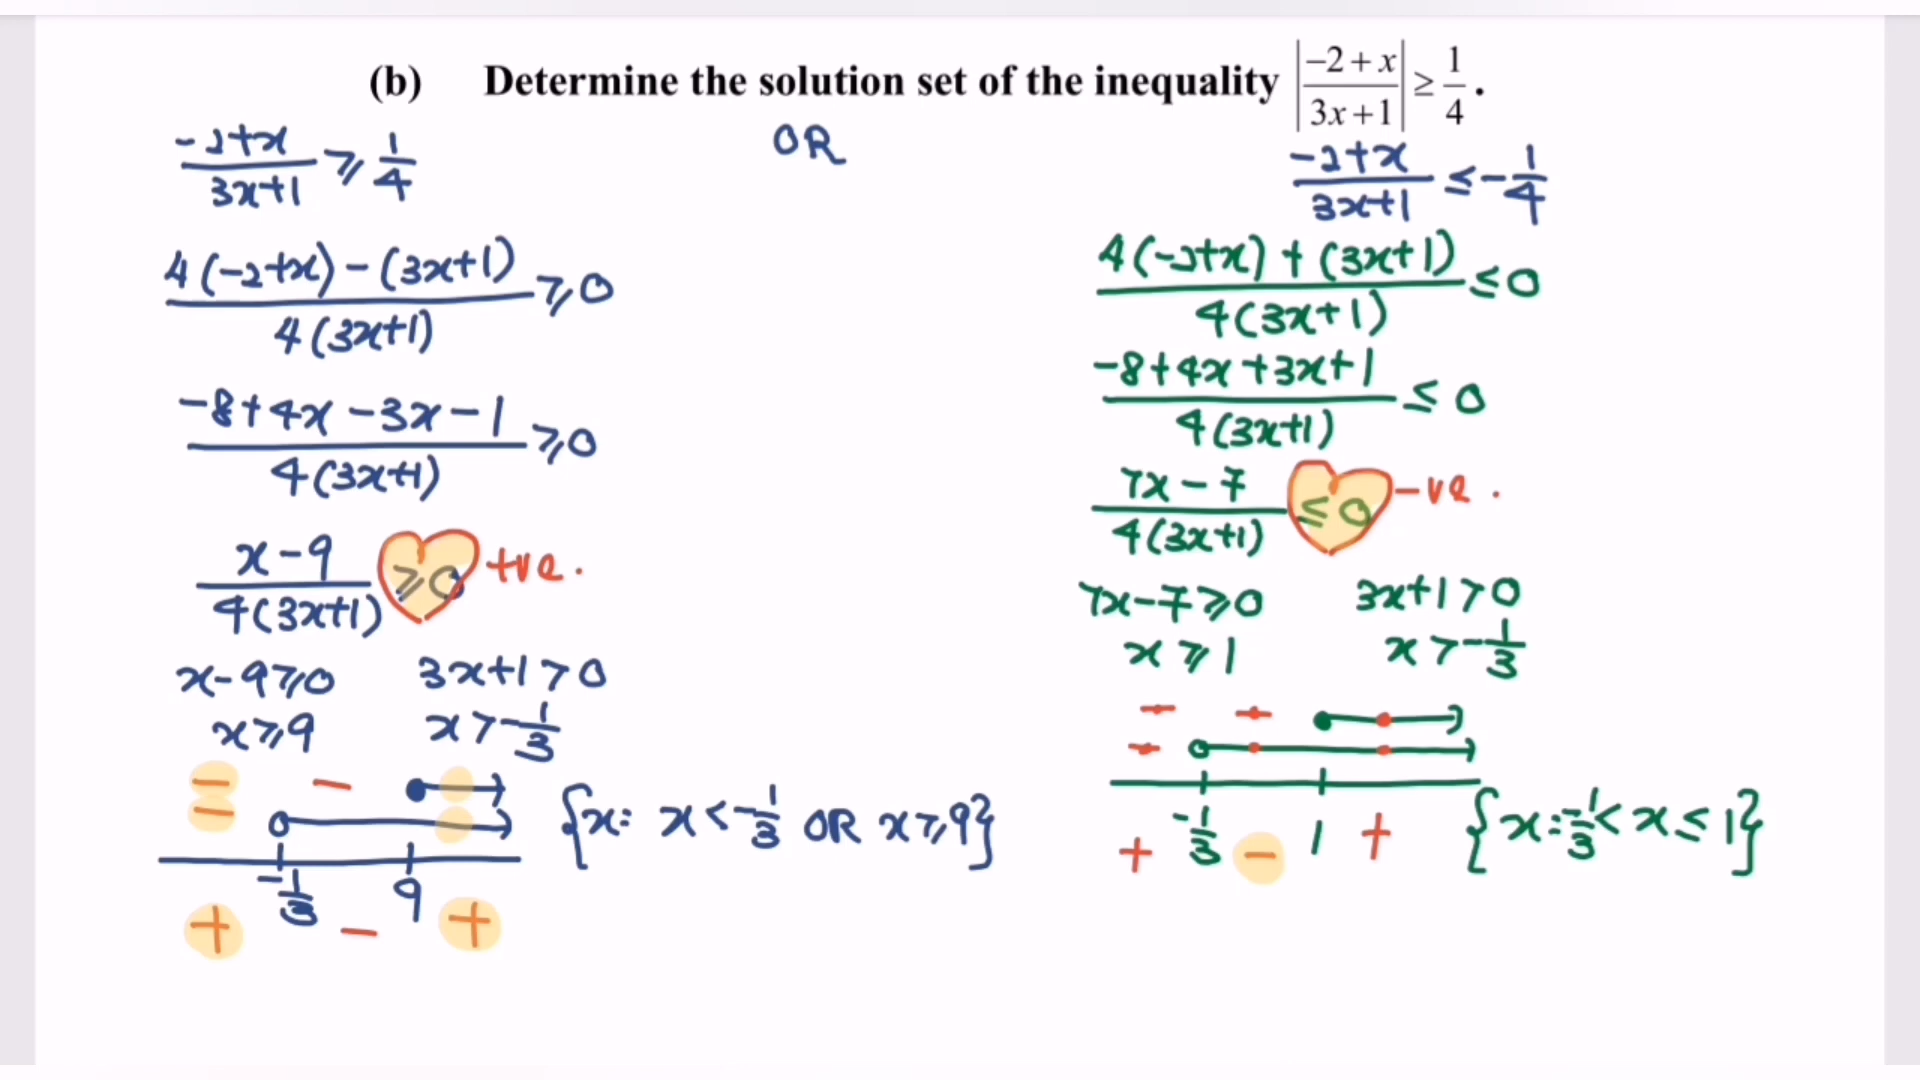 (b) Determine the solution set of the inequality |(-2+x)/(3x+1)| ≥ 1/4.
(-2+x)/(3x+1) ≥ 1/4
OR
(-2+x)/(3x+1) ≤ -1/4
(4(-2+x)-(3x+1))/(4(3x+1)) ≥ 0
(-8+4x-3x-1)/(4(3x+1)) ≥ 0
(x-9)/(4(3x+1)) ≥ 0 +ve.
x-9 ≥ 0 3x+1 > 0
x ≥ 9 x > -1/3
- -
-
-1/3 9
+ - +
{x: x < -1/3 OR x ≥ 9}
(4(-2+x)+(3x+1))/(4(3x+1)) ≤ 0
(-8+4x+3x+1)/(4(3x+1)) ≤ 0
(7x-7)/(4(3x+1)) ≤ 0 -ve.
7x-7 ≥ 0 3x+1 > 0
x ≥ 1 x > -1/3
- -
-
+ -1/3 - 1 +
{x: -1/3 < x ≤ 1}